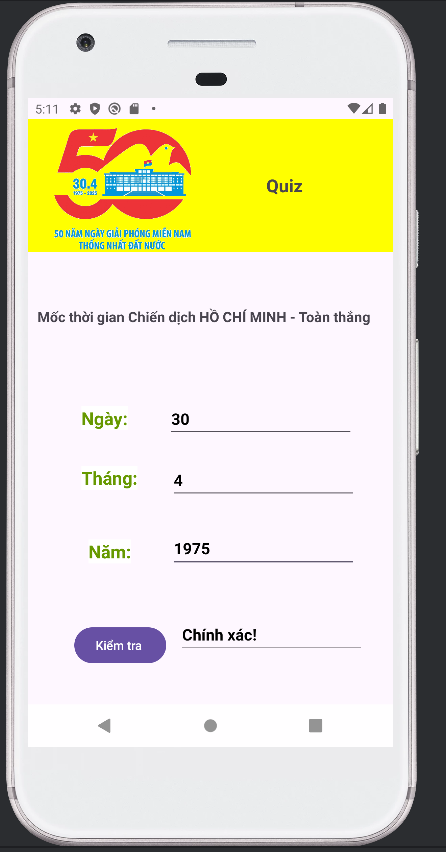 5:11
30.4
1975 - 2025
50 NĂM NGÀY GIẢI PHÓNG MIỀN NAM
THỐNG NHẤT ĐẤT NƯỚC
Quiz
Mốc thời gian Chiến dịch HỒ CHÍ MINH - Toàn thắng
Ngày: 30
Tháng: 4
Năm: 1975
Kiểm tra Chính xác!